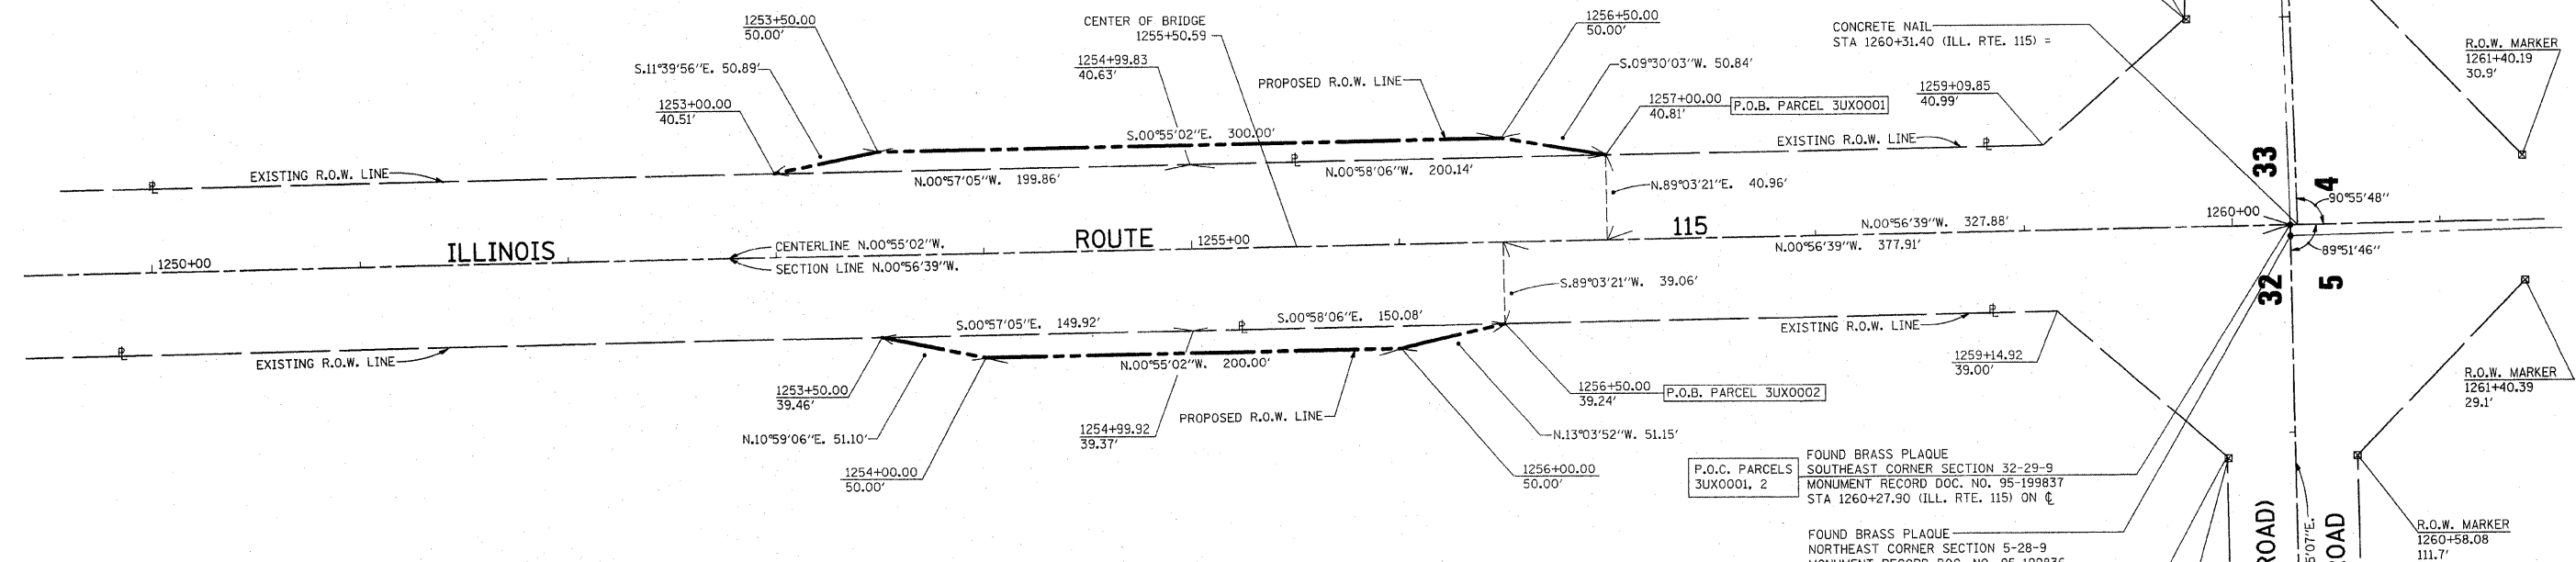 1253+50.00
50.00'
CENTER OF BRIDGE
1255+50.59
1256+50.00
50.00'
CONCRETE NAIL
STA 1260+31.40 (ILL. RTE. 115) =
R.O.W. MARKER
1261+40.19
30.9'
S.11°39'56"E. 50.89'
1254+99.83
40.63'
PROPOSED R.O.W. LINE
S.09°30'03"W. 50.84'
1253+00.00
40.51'
1257+00.00
40.81'
P.O.B. PARCEL 3UX0001
1259+09.85
40.99'
S.00°55'02"E. 300.00'
EXISTING R.O.W. LINE
EXISTING R.O.W. LINE
N.00°57'05"W. 199.86'
N.00°58'06"W. 200.14'
N.89°03'21"E. 40.96'
33
4
90°55'48"
ILLINOIS
ROUTE
115
1250+00
CENTERLINE N.00°55'02"W.
SECTION LINE N.00°56'39"W.
1255+00
N.00°56'39"W. 327.88'
N.00°56'39"W. 377.91'
1260+00
89°51'46"
32
5
S.89°03'21"W. 39.06'
S.00°57'05"E. 149.92'
S.00°58'06"E. 150.08'
EXISTING R.O.W. LINE
EXISTING R.O.W. LINE
N.00°55'02"W. 200.00'
1259+14.92
39.00'
R.O.W. MARKER
1261+40.39
29.1'
1253+50.00
39.46'
1256+50.00
39.24'
P.O.B. PARCEL 3UX0002
PROPOSED R.O.W. LINE
N.10°59'06"E. 51.10'
1254+99.92
39.37'
N.13°03'52"W. 51.15'
1254+00.00
50.00'
1256+00.00
50.00'
P.O.C. PARCELS
3UX0001, 2
FOUND BRASS PLAQUE
SOUTHEAST CORNER SECTION 32-29-9
MONUMENT RECORD DOC. NO. 95-199837
STA 1260+27.90 (ILL. RTE. 115) ON ℄
FOUND BRASS PLAQUE
NORTHEAST CORNER SECTION 5-28-9
MONUMENT RECORD DOC. NO. 95-199836
ROAD)
ROAD
R.O.W. MARKER
1260+58.08
111.7'